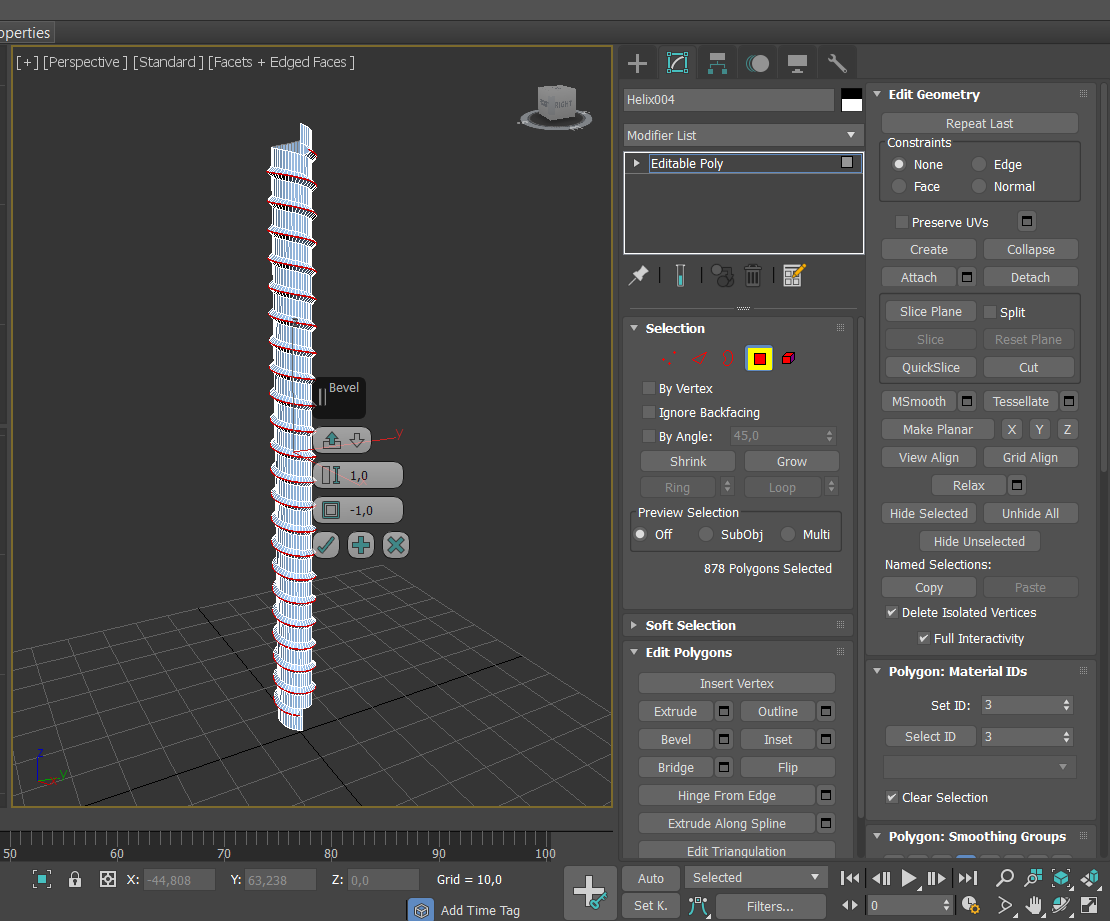 operties
[+] [Perspective ] [Standard ] [Facets + Edged Faces ]
RIGHT
Bevel
y
1,0
-1,0
z
y
Helix004
Modifier List
Editable Poly
Selection
By Vertex
Ignore Backfacing
By Angle: 45,0
Shrink Grow
Ring Loop
Preview Selection
Off SubObj Multi
878 Polygons Selected
Soft Selection
Edit Polygons
Insert Vertex
Extrude Outline
Bevel Inset
Bridge Flip
Hinge From Edge
Extrude Along Spline
Edit Triangulation
Edit Geometry
Repeat Last
Constraints
None Edge
Face Normal
Preserve UVs
Create Collapse
Attach Detach
Slice Plane Split
Slice Reset Plane
QuickSlice Cut
MSmooth Tessellate
Make Planar X Y Z
View Align Grid Align
Relax
Hide Selected Unhide All
Hide Unselected
Named Selections:
Copy Paste
Delete Isolated Vertices
Full Interactivity
Polygon: Material IDs
Set ID: 3
Select ID 3
Clear Selection
Polygon: Smoothing Groups
50 60 70 80 90 100
X: -44,808 Y: 63,238 Z: 0,0 Grid = 10,0
Add Time Tag
Auto Selected
Set K. Filters...
0